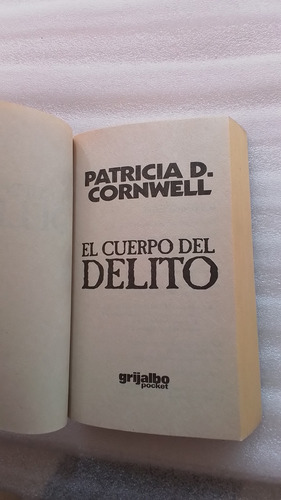 PATRICIA D.
CORNWELL
EL CUERPO DEL
DELITO
grijalbo
pocket